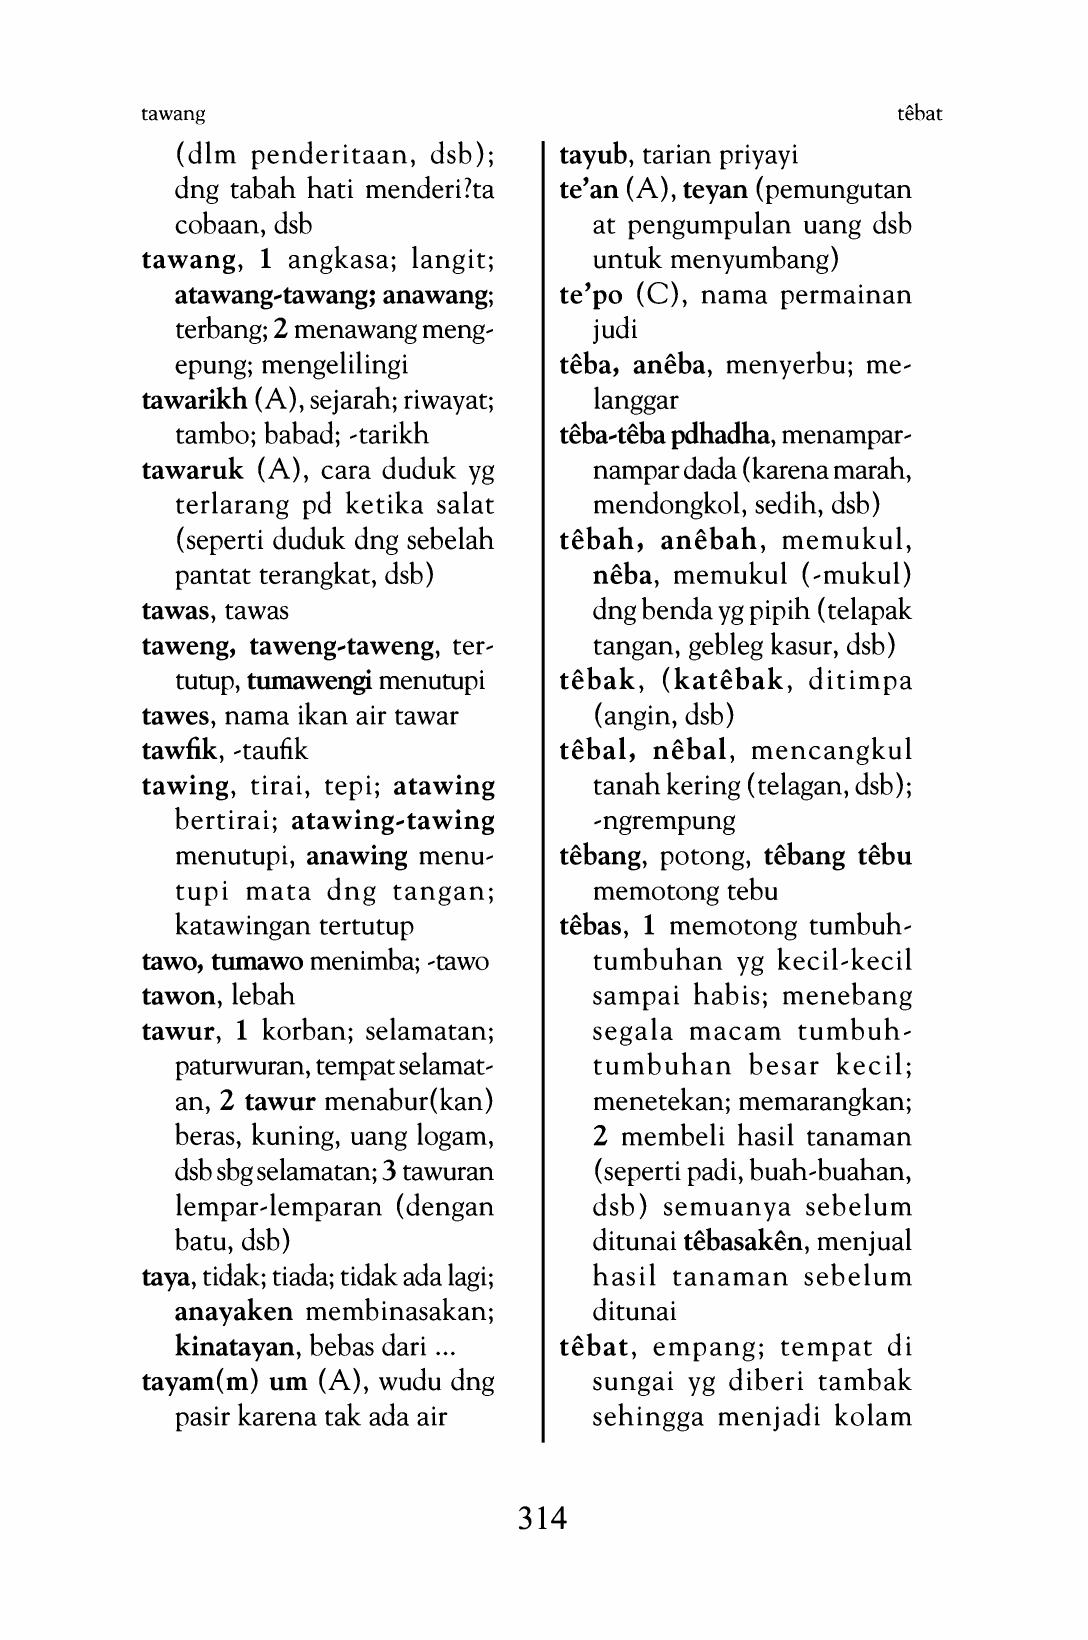 tawang
têbat
(dlm penderitaan, dsb);
dng tabah hati menderi?ta
cobaan, dsb
tawang, 1 angkasa; langit;
atawang-tawang; anawang;
terbang; 2 menawang meng-
epung; mengelilingi
tawarikh (A), sejarah; riwayat;
tambo; babad; -tarikh
tawaruk (A), cara duduk yg
terlarang pd ketika salat
(seperti duduk dng sebelah
pantat terangkat, dsb)
tawas, tawas
taweng, taweng-taweng, ter-
tutup, tumawengi menutupi
tawes, nama ikan air tawar
tawfik, -taufik
tawing, tirai, tepi; atawing
bertirai; atawing-tawing
menutupi, anawing menu-
tupi mata dng tangan;
katawingan tertutup
tawo, tumawo menimba; -tawo
tawon, lebah
tawur, 1 korban; selamatan;
paturwuran, tempat selamat-
an, 2 tawur menabur(kan)
beras, kuning, uang logam,
dsb sbg selamatan; 3 tawuran
lempar-lemparan (dengan
batu, dsb)
taya, tidak; tiada; tidak ada lagi;
anayaken membinasakan;
kinatayan, bebas dari ...
tayam(m) um (A), wudu dng
pasir karena tak ada air
tayub, tarian priyayi
te’an (A), teyan (pemungutan
at pengumpulan uang dsb
untuk menyumbang)
te’po (C), nama permainan
judi
têba, anêba, menyerbu; me-
langgar
têba-têba pdhadha, menampar-
nampar dada (karena marah,
mendongkol, sedih, dsb)
têbah, anêbah, memukul,
nêba, memukul (-mukul)
dng benda yg pipih (telapak
tangan, gebleg kasur, dsb)
têbak, (katêbak, ditimpa
(angin, dsb)
têbal, nêbal, mencangkul
tanah kering (telagan, dsb);
-ngrempung
têbang, potong, têbang têbu
memotong tebu
têbas, 1 memotong tumbuh-
tumbuhan yg kecil-kecil
sampai habis; menebang
segala macam tumbuh-
tumbuhan besar kecil;
menetekan; memarangkan;
2 membeli hasil tanaman
(seperti padi, buah-buahan,
dsb) semuanya sebelum
ditunai têbasakên, menjual
hasil tanaman sebelum
ditunai
têbat, empang; tempat di
sungai yg diberi tambak
sehingga menjadi kolam
314